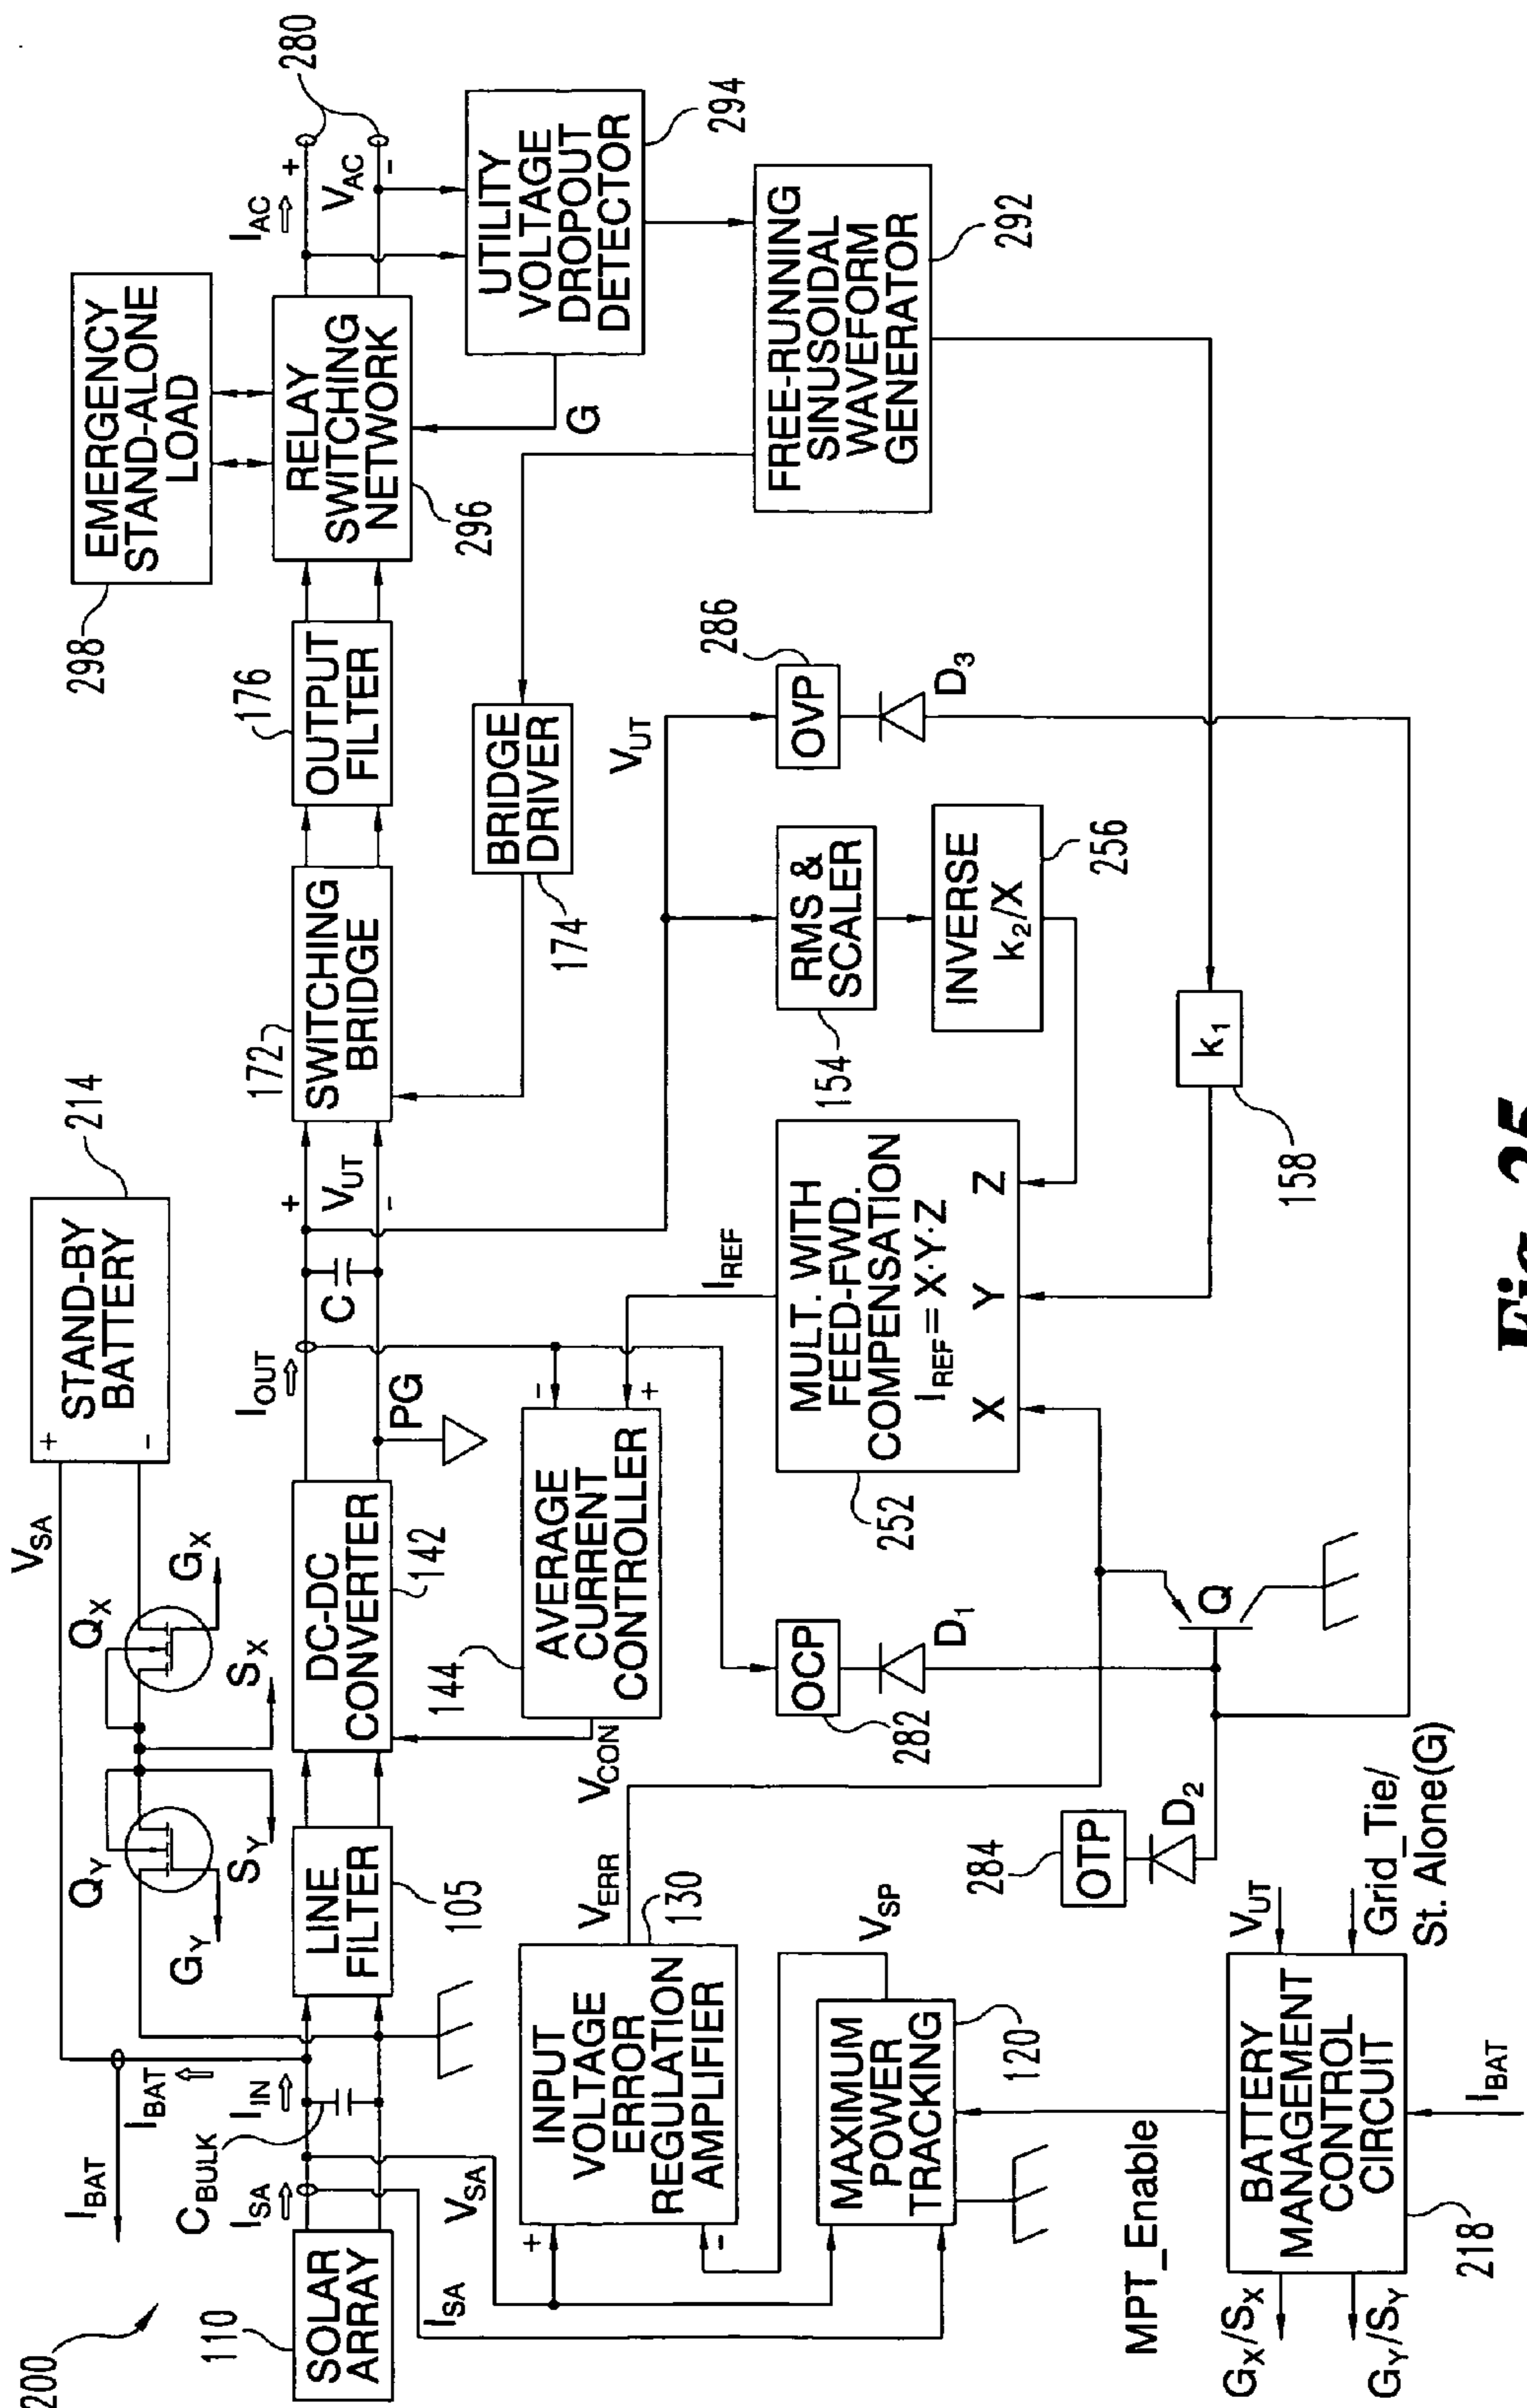 200
110
SOLAR
ARRAY
I_BAT
I_BAT
C_BULK
I_SA
I_IN
V_SA
I_SA
LINE
FILTER
105
Q_Y
G_Y
S_Y
Q_X
G_X
S_X
V_SA
+
-
STAND-BY
BATTERY
214
DC-DC
CONVERTER
142
I_OUT
PG
C
+
V_UT
-
172
SWITCHING
BRIDGE
176
OUTPUT
FILTER
298
EMERGENCY
STAND-ALONE
LOAD
RELAY
SWITCHING
NETWORK
296
I_AC
+
V_AC
-
280
G
UTILITY
VOLTAGE
DROPOUT
DETECTOR
294
FREE-RUNNING
SINUSOIDAL
WAVEFORM
GENERATOR
292
BRIDGE
DRIVER
174
144
AVERAGE
CURRENT
CONTROLLER
-
+
V_CON
I_REF
V_UT
+
-
INPUT
VOLTAGE
ERROR
REGULATION
AMPLIFIER
130
V_ERR
V_SP
MAXIMUM
POWER
TRACKING
120
OCP
282
D_1
OTP
284
D_2
Q
MULT. WITH
FEED-FWD.
COMPENSATION
I_REF = X·Y·Z
X Y Z
252
RMS &
SCALER
154
INVERSE
k_2/X
256
OVP
286
D_3
k_1
158
MPT_Enable
BATTERY
MANAGEMENT
CONTROL
CIRCUIT
218
G_X/S_X
G_Y/S_Y
V_UT
Grid_Tie/
St. Alone(G)
I_BAT